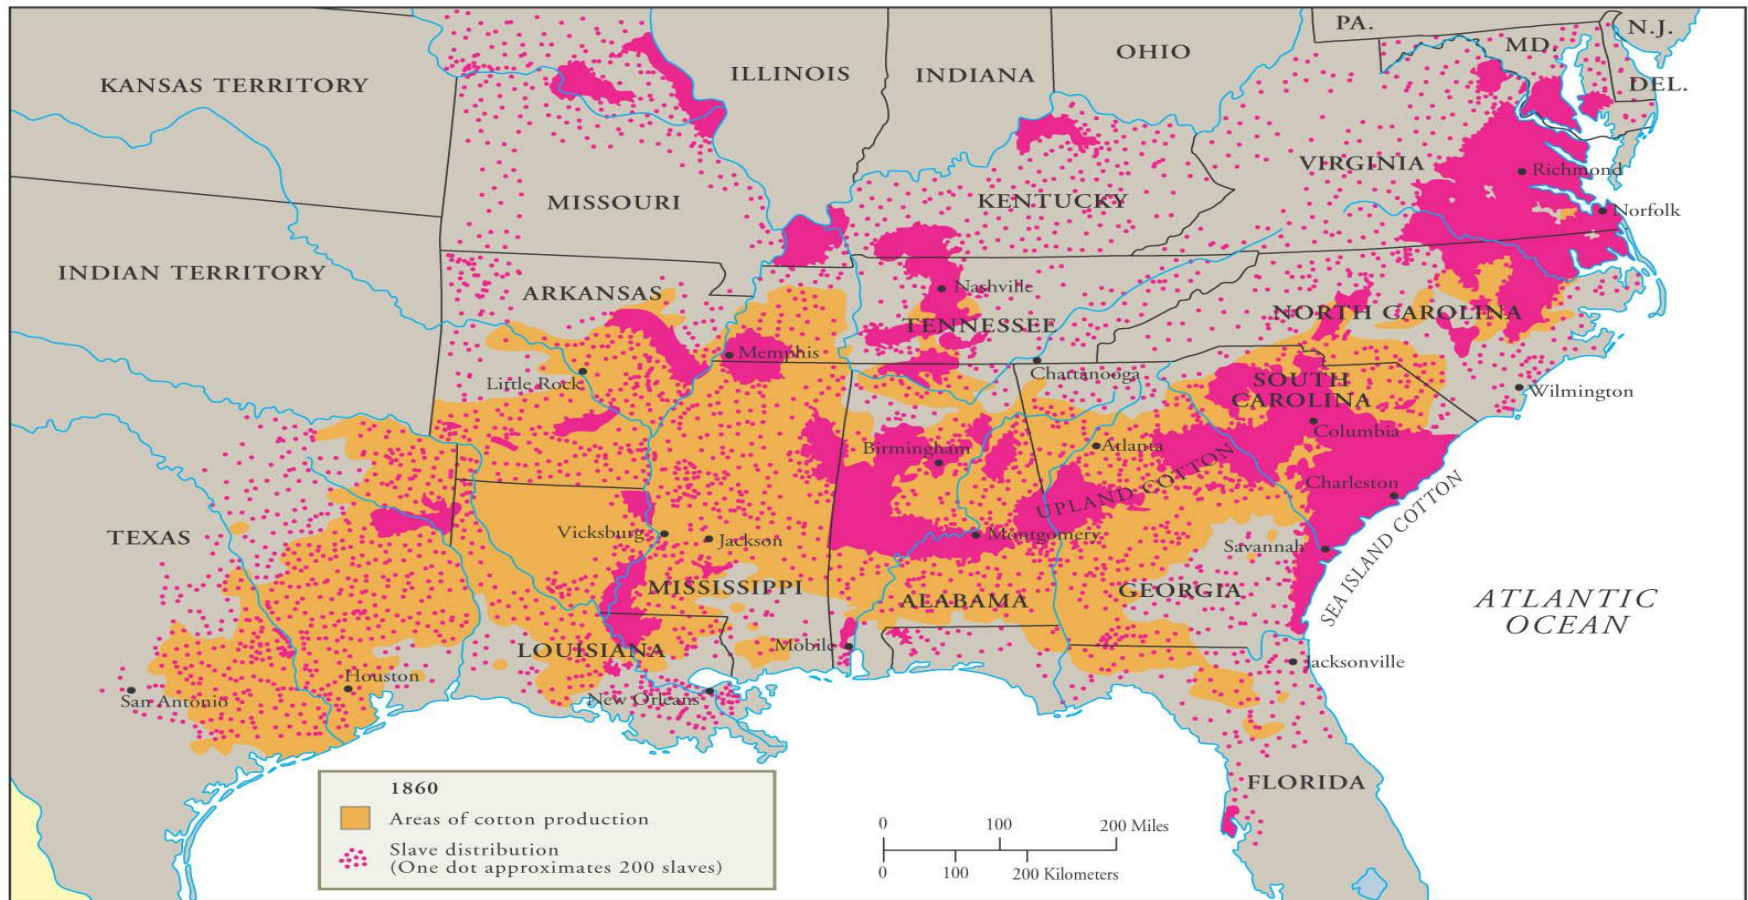 PA.
N.J.
MD.
OHIO
ILLINOIS
INDIANA
KANSAS TERRITORY
DEL.
VIRGINIA
Richmond
MISSOURI
KENTUCKY
Norfolk
INDIAN TERRITORY
ARKANSAS
Nashville
NORTH CAROLINA
TENNESSEE
Memphis
Chattanooga
Little Rock
SOUTH
CAROLINA
Wilmington
Columbia
Birmingham
Atlanta
UPLAND COTTON
Charleston
TEXAS
Vicksburg
Jackson
Montgomery
Savannah
SEA ISLAND COTTON
MISSISSIPPI
ALABAMA
GEORGIA
ATLANTIC
OCEAN
LOUISIANA
Mobile
Jacksonville
Houston
San Antonio
New Orleans
FLORIDA
1860
Areas of cotton production
Slave distribution
(One dot approximates 200 slaves)
0 100 200 Miles
0 100 200 Kilometers